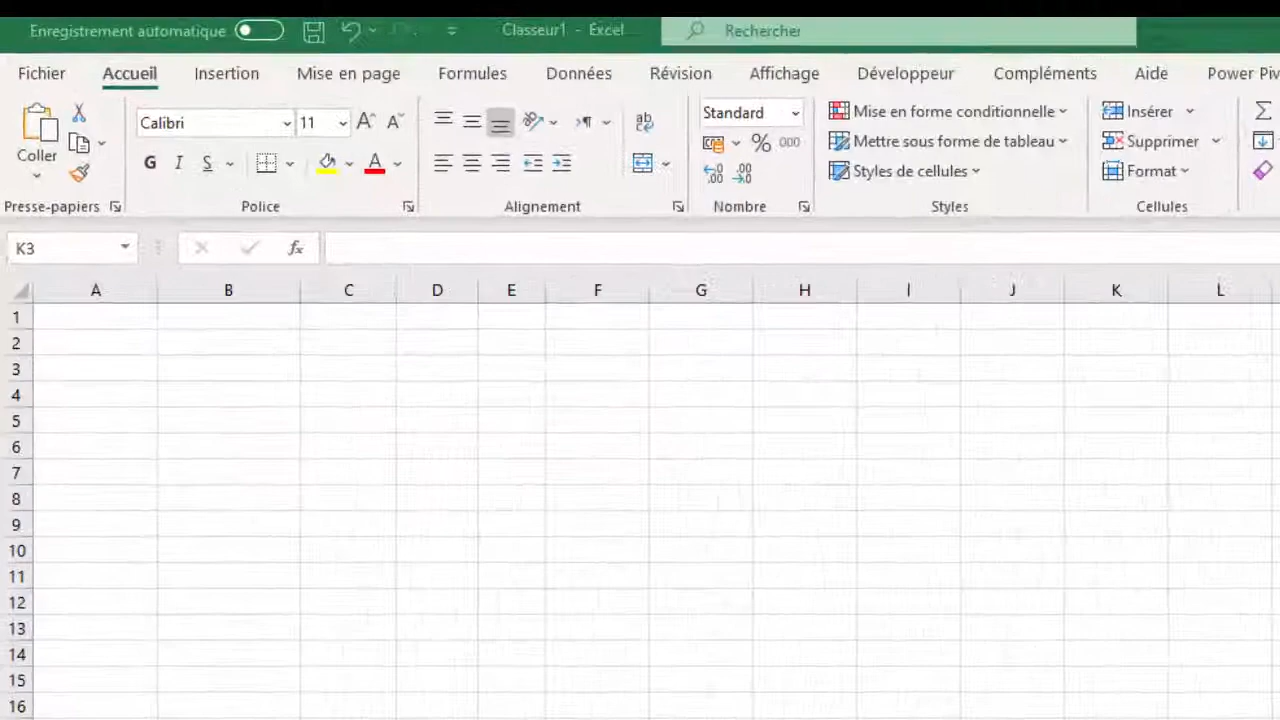 Enregistrement automatique Classeur1 - Excel Rechercher
Fichier Accueil Insertion Mise en page Formules Données Révision Affichage Développeur Compléments Aide Power
Calibri 11 Standard Mise en forme conditionnelle Insérer
Coller G I S % 000 Mettre sous forme de tableau Supprimer
Styles de cellules Format
Presse-papiers Police Alignement Nombre Styles Cellules
K3 fx
A B C D E F G H I J K L
1
2
3
4
5
6
7
8
9
10
11
12
13
14
15
16